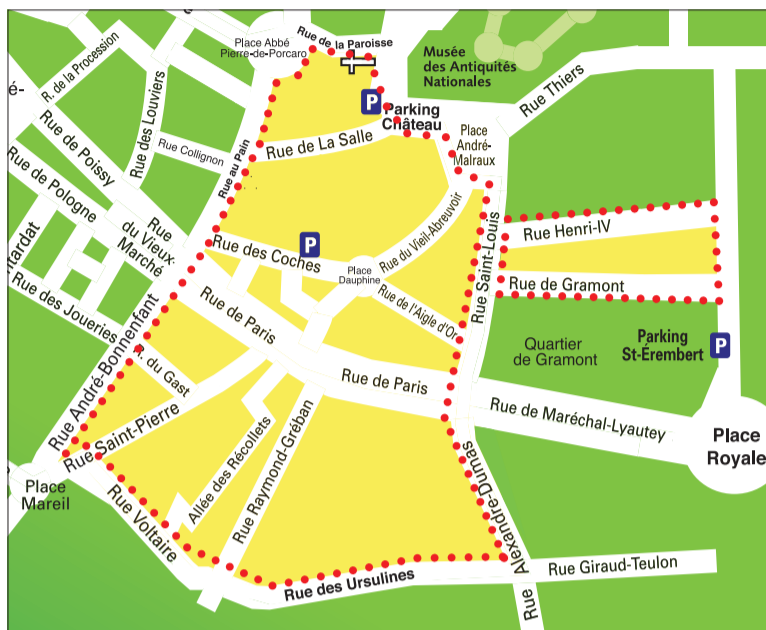 Rue de la Paroisse
Place Abbé
Pierre-de-Porcaro
Musée
des Antiquités
Nationales
R. de la Procession
é-
Rue des Louviers
Rue Thiers
P
Parking
Château
Place
André-
Malraux
Rue de Poissy
Rue Collignon
Rue au Pain
Rue de La Salle
Rue de Pologne
Rue
du Vieux-
Marché
Rue Henri-IV
Rue Saint-Louis
Rue du Vieil-Abreuvoir
P
Rue des Coches
Place
Dauphine
Rue de Gramont
ntardat
Rue des Joueries
Rue de l'Aigle d'Or
Rue de Paris
Quartier
de Gramont
Parking
St-Érembert
P
Rue André-Bonnenfant
R. du Gast
Rue de Paris
Rue de Maréchal-Lyautey
Place
Royale
Rue Saint-Pierre
Allée des Récollets
Rue Raymond-Gréban
Place
Mareil
Rue Voltaire
Rue Alexandre-Dumas
Rue des Ursulines
Rue Giraud-Teulon